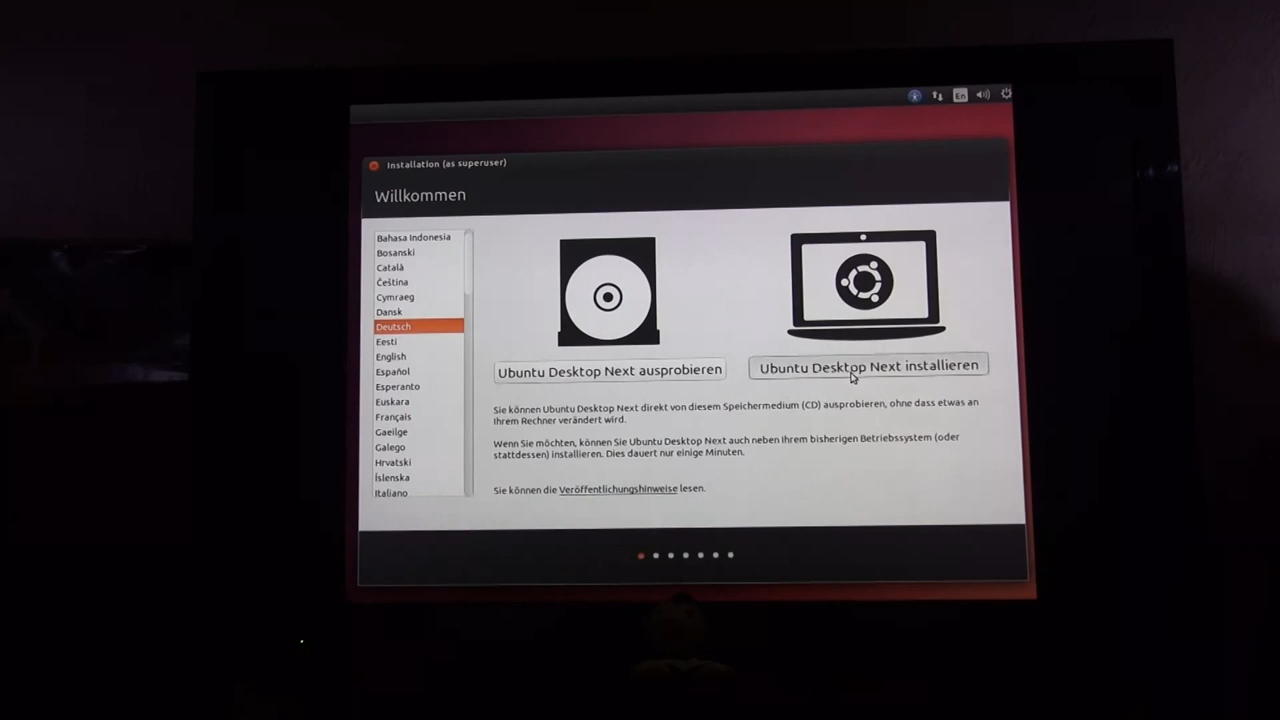 En
Installation (as superuser)
Willkommen
Bahasa Indonesia
Bosanski
Català
Čeština
Cymraeg
Dansk
Deutsch
Eesti
English
Español
Esperanto
Euskara
Français
Gaeilge
Galego
Hrvatski
Íslenska
Italiano
Ubuntu Desktop Next ausprobieren
Ubuntu Desktop Next installieren
Sie können Ubuntu Desktop Next direkt von diesem Speichermedium (CD) ausprobieren, ohne dass etwas an
Ihrem Rechner verändert wird.
Wenn Sie möchten, können Sie Ubuntu Desktop Next auch neben Ihrem bisherigen Betriebssystem (oder
stattdessen) installieren. Dies dauert nur einige Minuten.
Sie können die Veröffentlichungshinweise lesen.